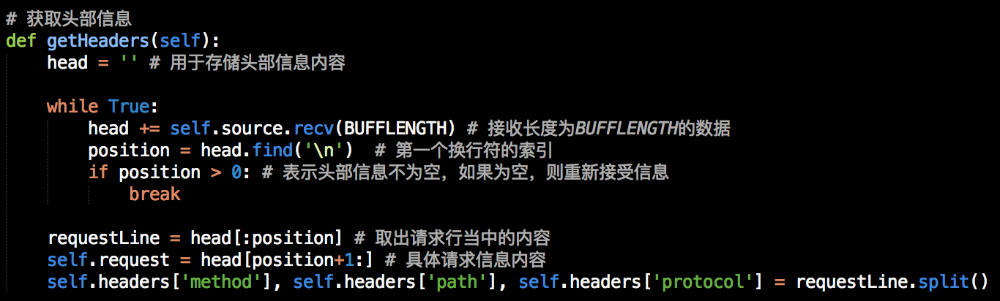 # 获取头部信息
def getHeaders(self):
    head = '' # 用于存储头部信息内容
    while True:
        head += self.source.recv(BUFFLENGTH) # 接收长度为BUFFLENGTH的数据
        position = head.find('\n')  # 第一个换行符的索引
        if position > 0: # 表示头部信息不为空，如果为空，则重新接受信息
            break
    requestLine = head[:position] # 取出请求行当中的内容
    self.request = head[position+1:] # 具体请求信息内容
    self.headers['method'], self.headers['path'], self.headers['protocol'] = requestLine.split()